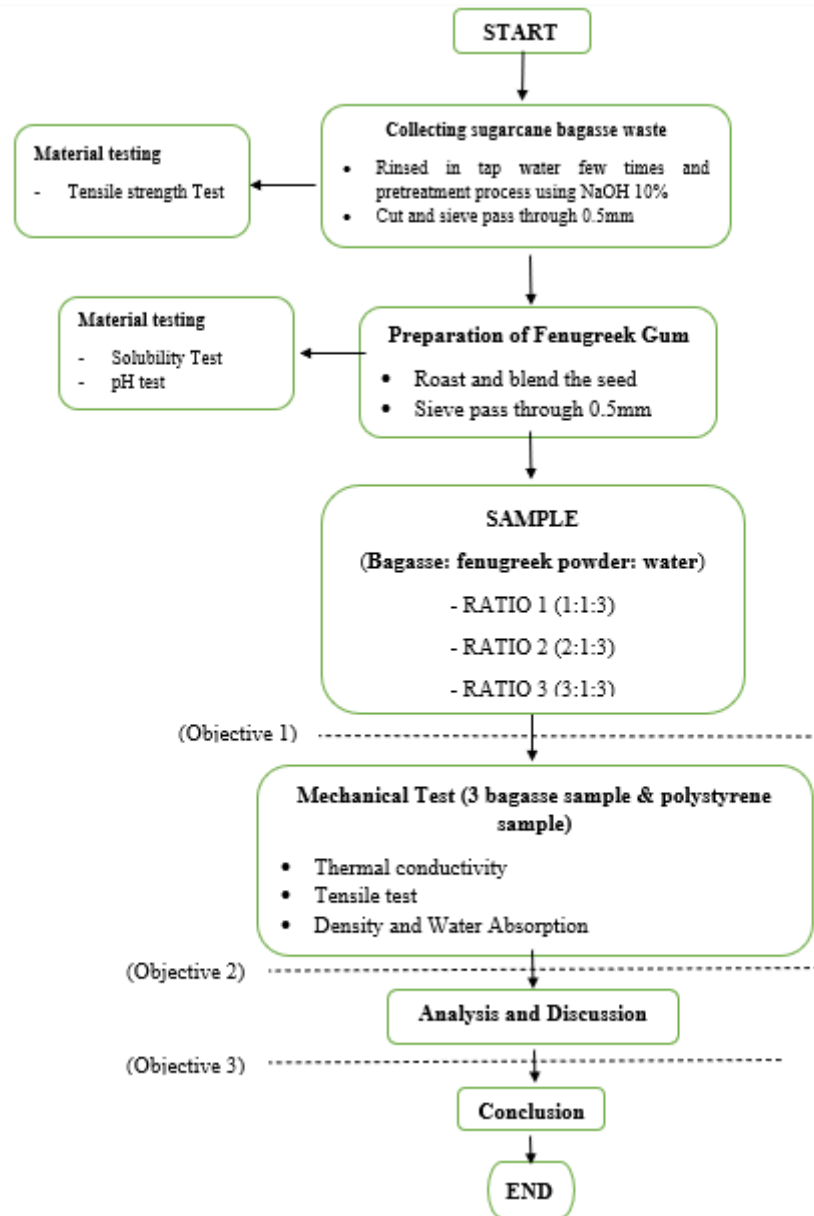 START
Collecting sugarcane bagasse waste
• Rinsed in tap water few times and
pretreatment process using NaOH 10%
• Cut and sieve pass through 0.5mm
Material testing
- Tensile strength Test
Preparation of Fenugreek Gum
• Roast and blend the seed
• Sieve pass through 0.5mm
Material testing
- Solubility Test
- pH test
SAMPLE
(Bagasse: fenugreek powder: water)
- RATIO 1 (1:1:3)
- RATIO 2 (2:1:3)
- RATIO 3 (3:1:3)
(Objective 1)
Mechanical Test (3 bagasse sample & polystyrene
sample)
• Thermal conductivity
• Tensile test
• Density and Water Absorption
(Objective 2)
Analysis and Discussion
(Objective 3)
Conclusion
END